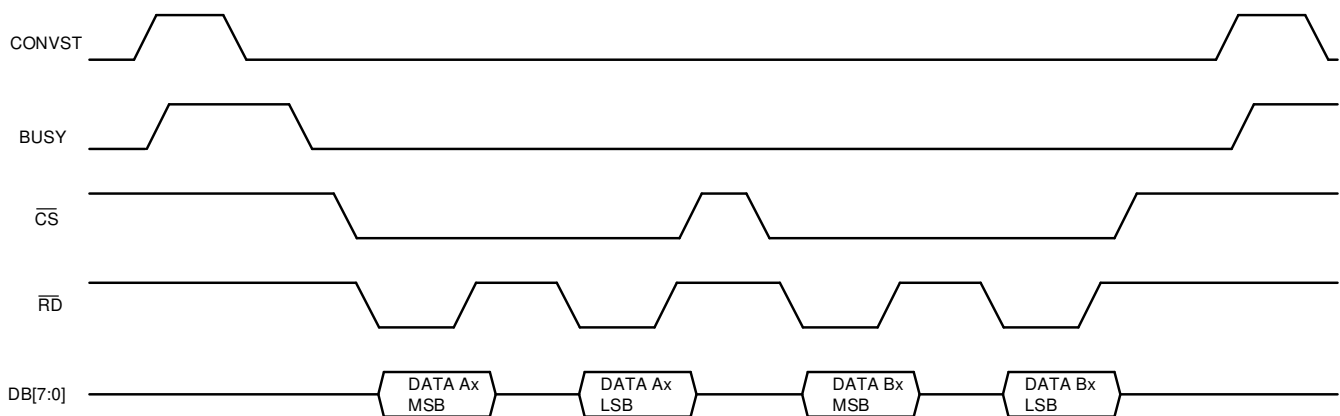 CONVST
BUSY
CS
RD
DB[7:0]
DATA Ax
MSB
DATA Ax
LSB
DATA Bx
MSB
DATA Bx
LSB